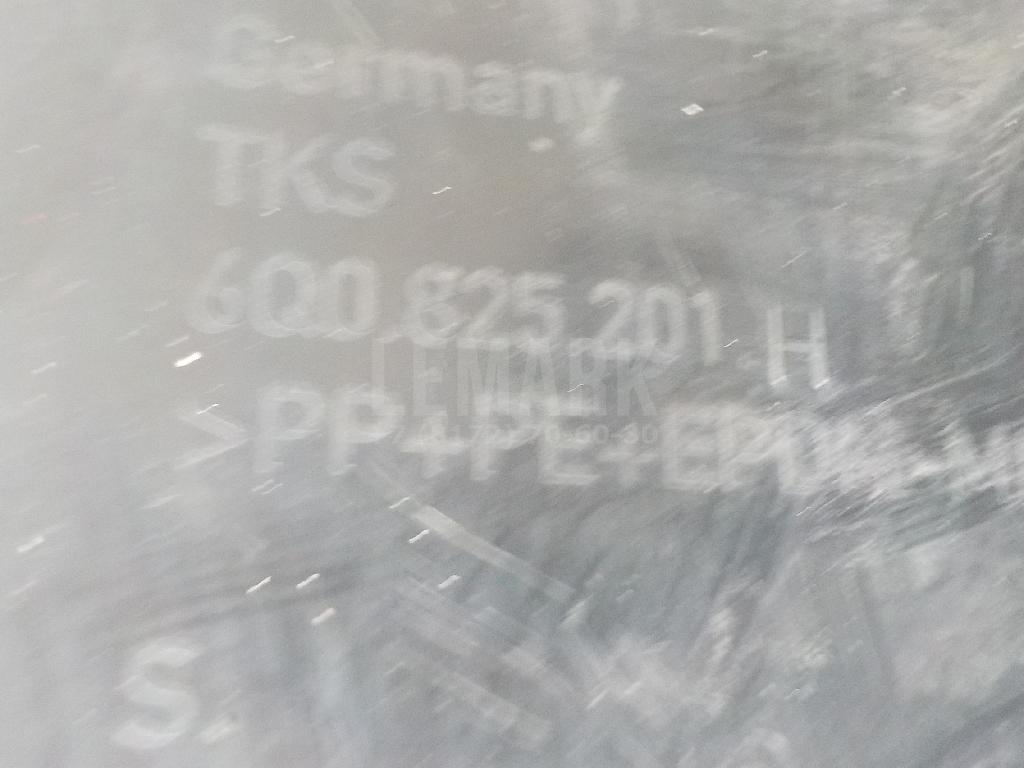 Germany
TKS
6Q0 825 201 H
LEMARK
>PP+PE+EPDM
S.